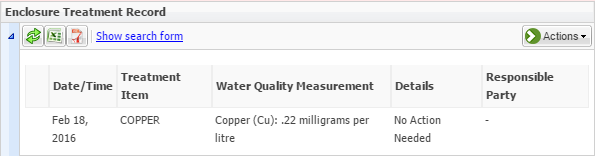 Enclosure Treatment Record
Show search form
Actions
Date/Time Treatment Item Water Quality Measurement Details Responsible Party
Feb 18, 2016 COPPER Copper (Cu): .22 milligrams per litre No Action Needed -